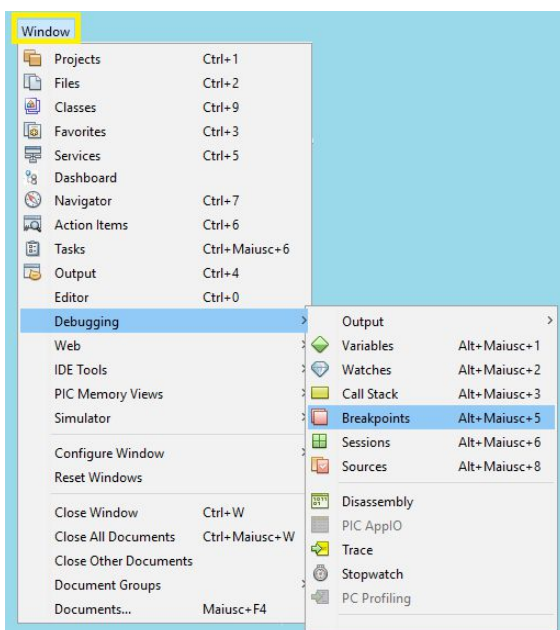 Window
Projects Ctrl+1
Files Ctrl+2
Classes Ctrl+9
Favorites Ctrl+3
Services Ctrl+5
Dashboard
Navigator Ctrl+7
Action Items Ctrl+6
Tasks Ctrl+Maiusc+6
Output Ctrl+4
Editor Ctrl+0
Debugging
Web
IDE Tools
PIC Memory Views
Simulator
Configure Window
Reset Windows
Close Window Ctrl+W
Close All Documents Ctrl+Maiusc+W
Close Other Documents
Document Groups
Documents... Maiusc+F4
Output
Variables Alt+Maiusc+1
Watches Alt+Maiusc+2
Call Stack Alt+Maiusc+3
Breakpoints Alt+Maiusc+5
Sessions Alt+Maiusc+6
Sources Alt+Maiusc+8
Disassembly
PIC AppIO
Trace
Stopwatch
PC Profiling